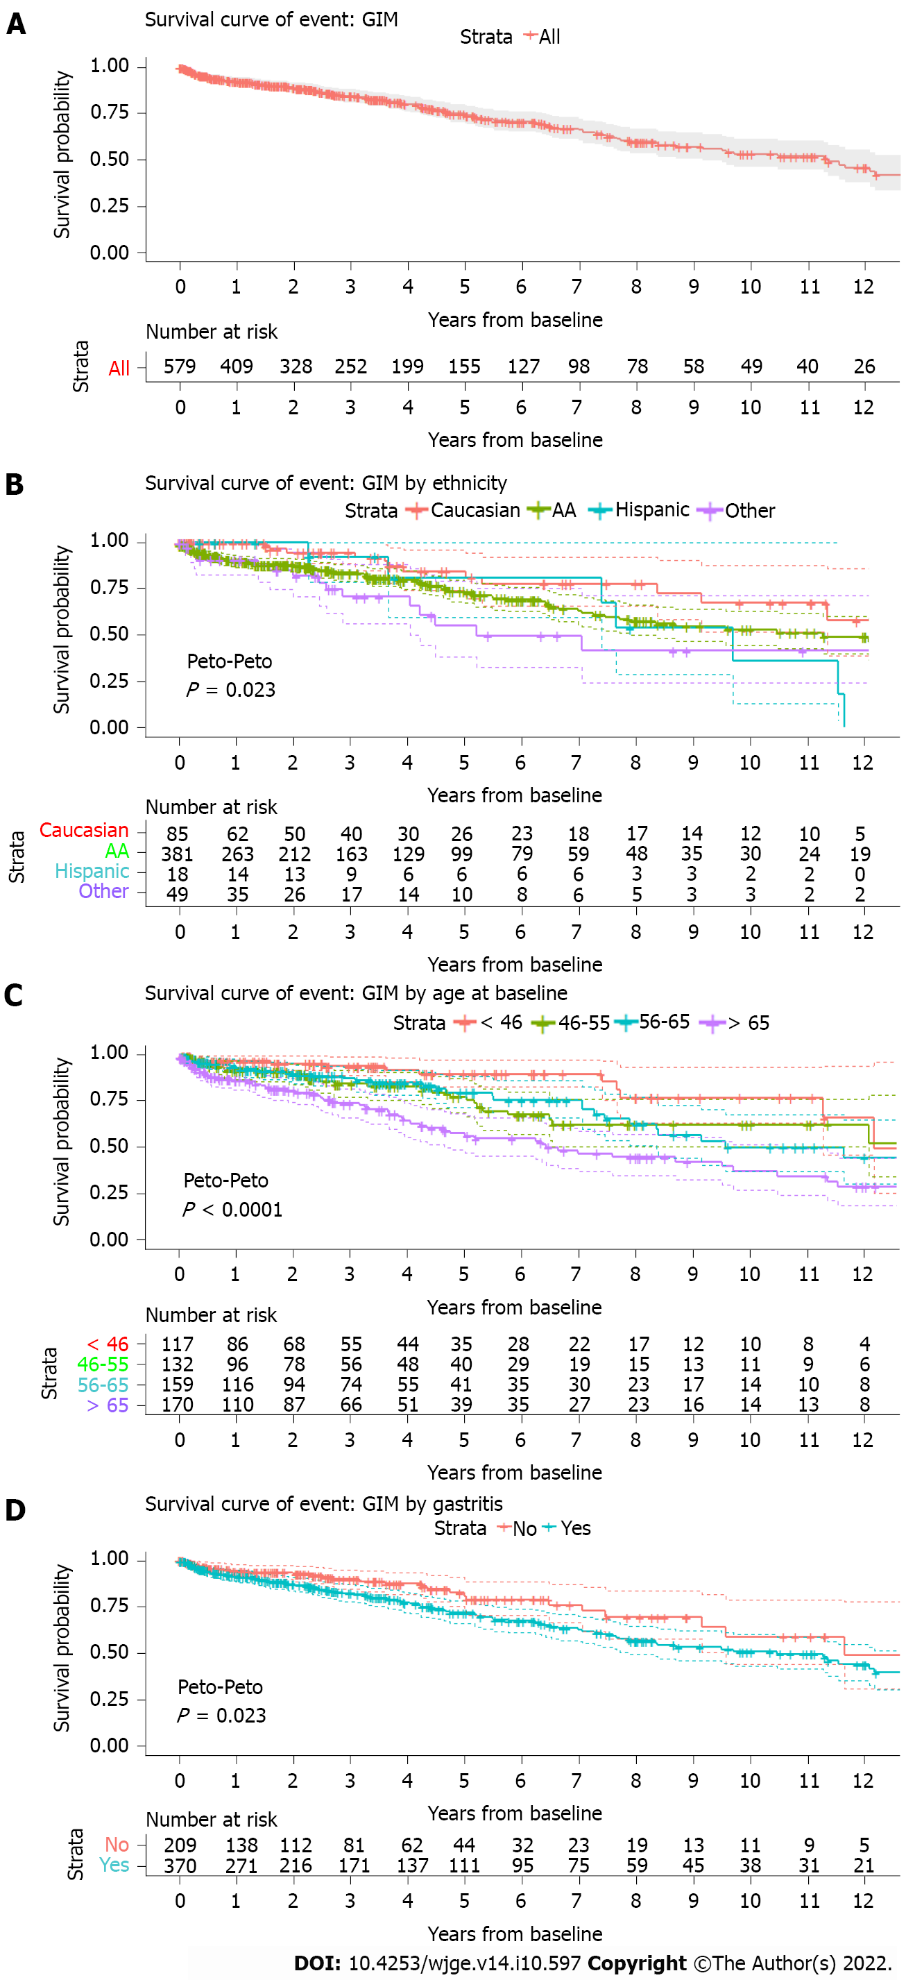 A
Survival curve of event: GIM
Strata All
Survival probability
1.00
0.75
0.50
0.25
0.00
0 1 2 3 4 5 6 7 8 9 10 11 12
Years from baseline
Number at risk
Strata
All 579 409 328 252 199 155 127 98 78 58 49 40 26
0 1 2 3 4 5 6 7 8 9 10 11 12
Years from baseline
B
Survival curve of event: GIM by ethnicity
Strata Caucasian AA Hispanic Other
Survival probability
1.00
0.75
0.50
0.25
0.00
Peto-Peto
P = 0.023
0 1 2 3 4 5 6 7 8 9 10 11 12
Years from baseline
Number at risk
Strata
Caucasian 85 62 50 40 30 26 23 18 17 14 12 10 5
AA 381 263 212 163 129 99 79 59 48 35 30 24 19
Hispanic 18 14 13 9 6 6 6 6 3 3 2 2 0
Other 49 35 26 17 14 10 8 6 5 3 3 2 2
0 1 2 3 4 5 6 7 8 9 10 11 12
Years from baseline
C
Survival curve of event: GIM by age at baseline
Strata < 46 46-55 56-65 > 65
Survival probability
1.00
0.75
0.50
0.25
0.00
Peto-Peto
P < 0.0001
0 1 2 3 4 5 6 7 8 9 10 11 12
Years from baseline
Number at risk
Strata
< 46 117 86 68 55 44 35 28 22 17 12 10 8 4
46-55 132 96 78 56 48 40 29 19 15 13 11 9 6
56-65 159 116 94 74 55 41 35 30 23 17 14 10 8
> 65 170 110 87 66 51 39 35 27 23 16 14 13 8
0 1 2 3 4 5 6 7 8 9 10 11 12
Years from baseline
D
Survival curve of event: GIM by gastritis
Strata No Yes
Survival probability
1.00
0.75
0.50
0.25
0.00
Peto-Peto
P = 0.023
0 1 2 3 4 5 6 7 8 9 10 11 12
Years from baseline
Number at risk
Strata
No 209 138 112 81 62 44 32 23 19 13 11 9 5
Yes 370 271 216 171 137 111 95 75 59 45 38 31 21
0 1 2 3 4 5 6 7 8 9 10 11 12
Years from baseline
DOI: 10.4253/wjge.v14.i10.597 Copyright ©The Author(s) 2022.